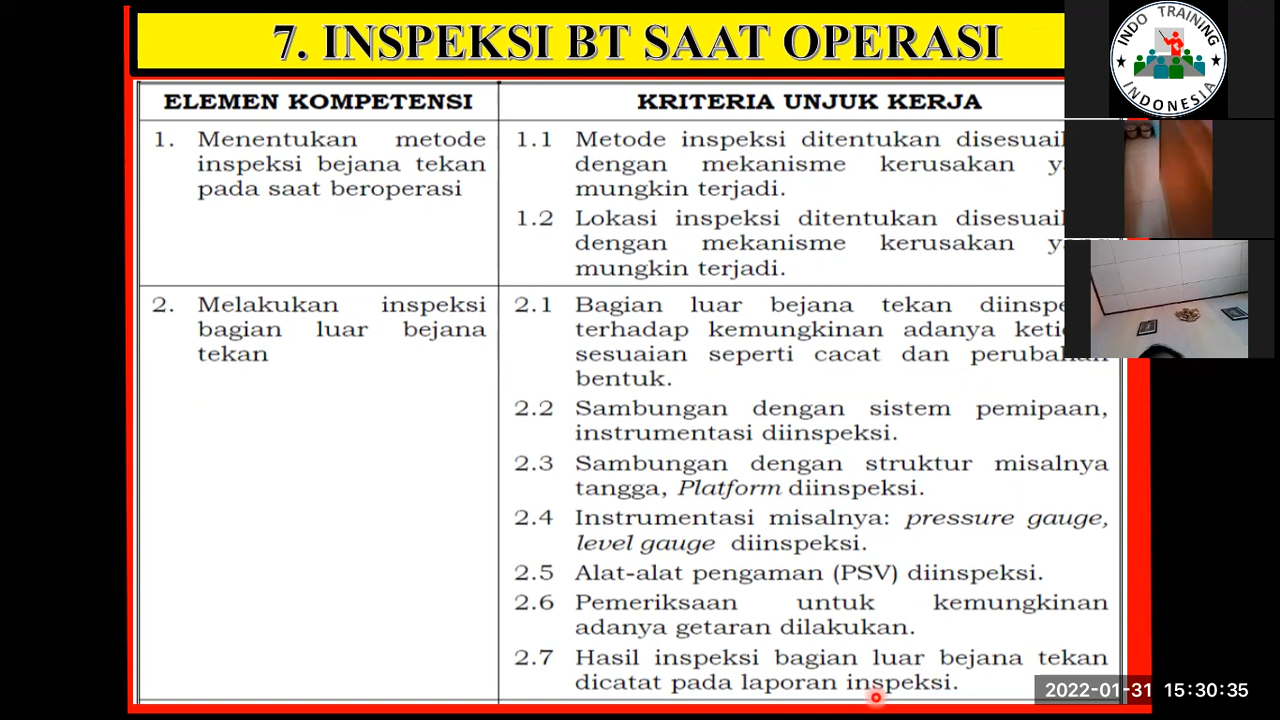 7. INSPEKSI BT SAAT OPERASI
INDO TRAINING
INDONESIA
ELEMEN KOMPETENSI
KRITERIA UNJUK KERJA
1. Menentukan metode
inspeksi bejana tekan
pada saat beroperasi
1.1 Metode inspeksi ditentukan
dengan mekanisme kerusakan
mungkin terjadi.
1.2 Lokasi inspeksi ditentukan
dengan mekanisme kerusakan
mungkin terjadi.
2. Melakukan inspeksi
bagian luar bejana
tekan
2.1 Bagian luar bejana tekan
terhadap kemungkinan adanya
sesuaian seperti cacat dan perubahan
bentuk.
2.2 Sambungan dengan sistem pemipaan,
instrumentasi diinspeksi.
2.3 Sambungan dengan struktur misalnya
tangga, Platform diinspeksi.
2.4 Instrumentasi misalnya: pressure gauge,
level gauge diinspeksi.
2.5 Alat-alat pengaman (PSV) diinspeksi.
2.6 Pemeriksaan untuk kemungkinan
adanya getaran dilakukan.
2.7 Hasil inspeksi bagian luar bejana tekan
dicatat pada laporan inspeksi.
2022-01-31 15:30:35